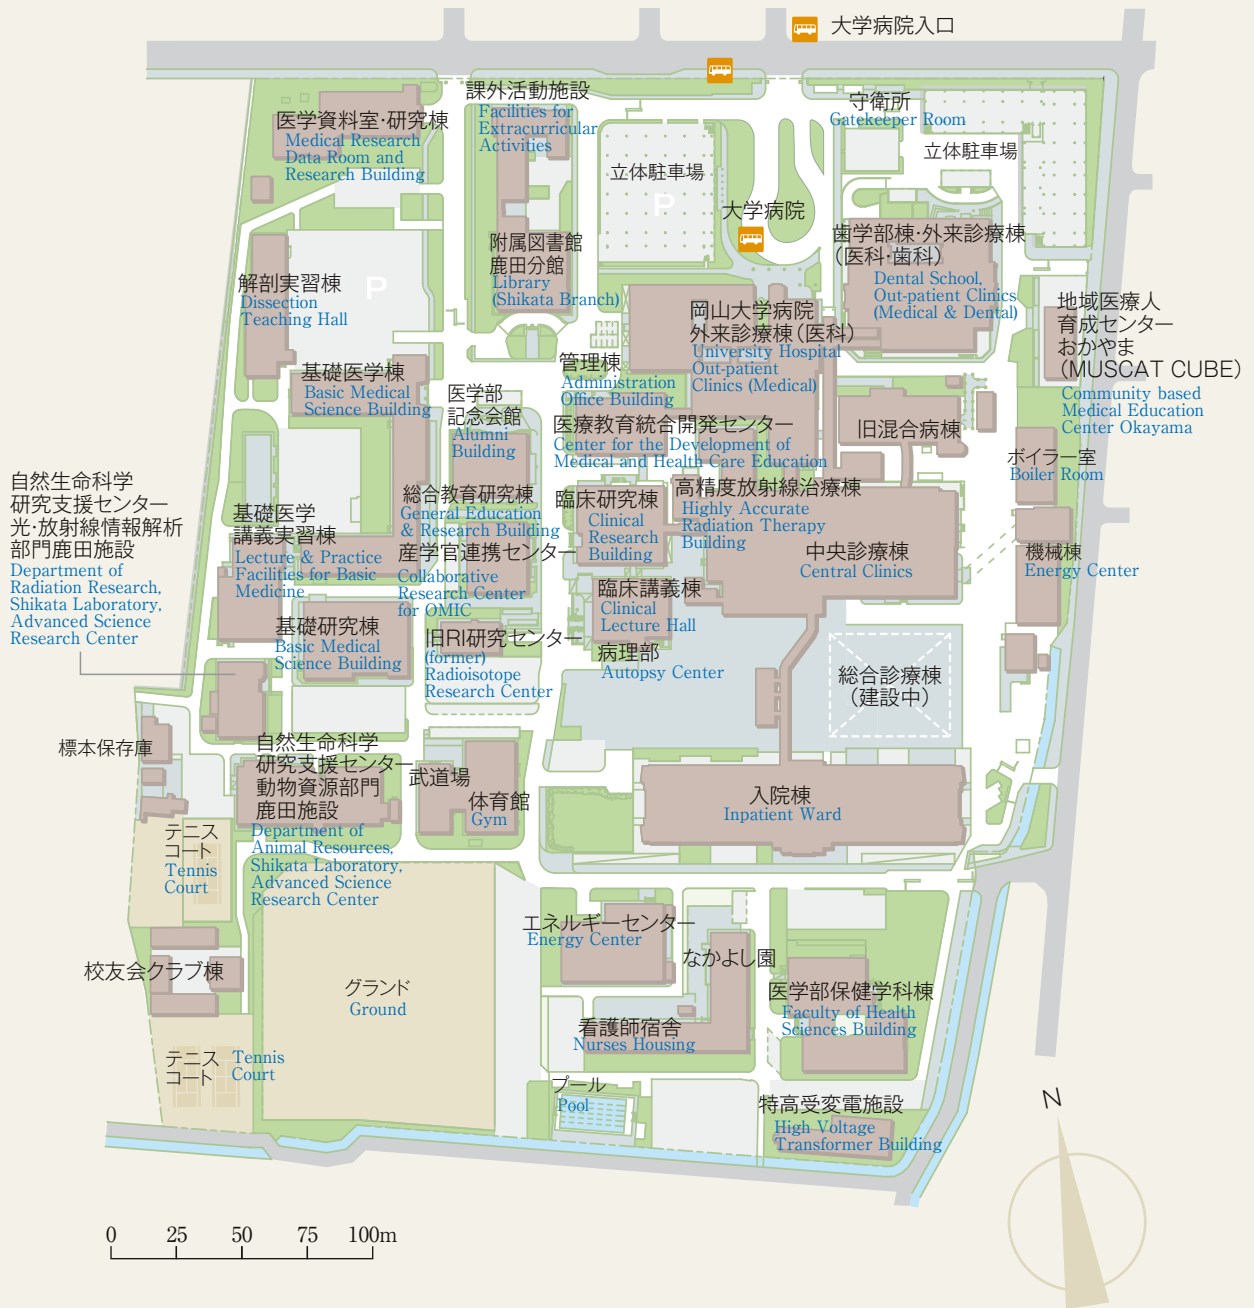 大学病院入口
課外活動施設
Facilities for
Extracurricular
Activities
医学資料室・研究棟
Medical Research
Data Room and
Research Building
守衛所
Gatekeeper Room
立体駐車場
立体駐車場
P
大学病院
附属図書館
鹿田分館
Library
(Shikata Branch)
歯学部棟・外来診療棟
(医科・歯科)
Dental School,
Out-patient Clinics
(Medical & Dental)
解剖実習棟
Dissection
Teaching Hall
P
岡山大学病院
外来診療棟(医科)
University Hospital
Out-patient
Clinics (Medical)
地域医療人
育成センター
おかやま
(MUSCAT CUBE)
Community based
Medical Education
Center Okayama
管理棟
Administration
Office Building
基礎医学棟
Basic Medical
Science Building
医学部
記念会館
Alumni
Building
医療教育統合開発センター
Center for the Development of
Medical and Health Care Education
旧混合病棟
ボイラー室
Boiler Room
自然生命科学
研究支援センター
光・放射線情報解析
部門鹿田施設
Department of
Radiation Research,
Shikata Laboratory,
Advanced Science
Research Center
総合教育研究棟
General Education
& Research Building
臨床研究棟
Clinical
Research
Building
高精度放射線治療棟
Highly Accurate
Radiation Therapy
Building
基礎医学
講義実習棟
Lecture & Practice
Facilities for Basic
Medicine
産学官連携センター
Collaborative
Research Center
for OMIC
中央診療棟
Central Clinics
機械棟
Energy Center
臨床講義棟
Clinical
Lecture Hall
基礎研究棟
Basic Medical
Science Building
旧RI研究センター
(former)
Radioisotope
Research Center
病理部
Autopsy Center
総合診療棟
(建設中)
標本保存庫
自然生命科学
研究支援センター
動物資源部門
鹿田施設
Department of
Animal Resources,
Shikata Laboratory,
Advanced Science
Research Center
武道場
体育館
Gym
入院棟
Inpatient Ward
テニス
コート
Tennis
Court
エネルギーセンター
Energy Center
なかよし園
校友会クラブ棟
グランド
Ground
医学部保健学科棟
Faculty of Health
Sciences Building
看護師宿舎
Nurses Housing
テニス
コート
Tennis
Court
プール
Pool
特高受変電施設
High Voltage
Transformer Building
N
0 25 50 75 100m